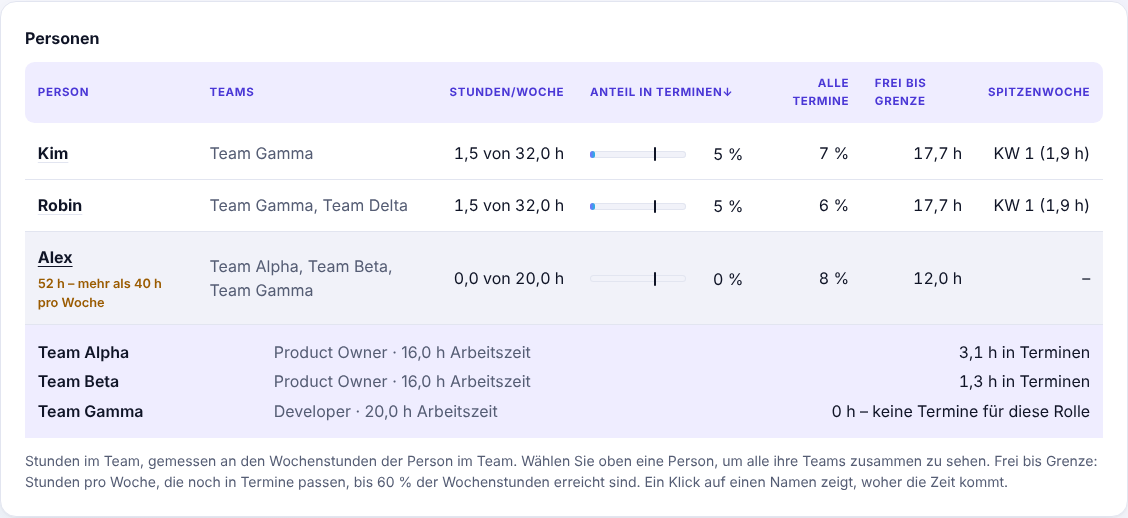 Personen
PERSON TEAMS STUNDEN/WOCHE ANTEIL IN TERMINEN↓ ALLE TERMINE FREI BIS GRENZE SPITZENWOCHE
Kim Team Gamma 1,5 von 32,0 h 5 % 7 % 17,7 h KW 1 (1,9 h)
Robin Team Gamma, Team Delta 1,5 von 32,0 h 5 % 6 % 17,7 h KW 1 (1,9 h)
Alex
52 h – mehr als 40 h
pro Woche
Team Alpha, Team Beta,
Team Gamma
0,0 von 20,0 h 0 % 8 % 12,0 h –
Team Alpha Product Owner · 16,0 h Arbeitszeit 3,1 h in Terminen
Team Beta Product Owner · 16,0 h Arbeitszeit 1,3 h in Terminen
Team Gamma Developer · 20,0 h Arbeitszeit 0 h – keine Termine für diese Rolle
Stunden im Team, gemessen an den Wochenstunden der Person im Team. Wählen Sie oben eine Person, um alle ihre Teams zusammen zu sehen. Frei bis Grenze:
Stunden pro Woche, die noch in Termine passen, bis 60 % der Wochenstunden erreicht sind. Ein Klick auf einen Namen zeigt, woher die Zeit kommt.